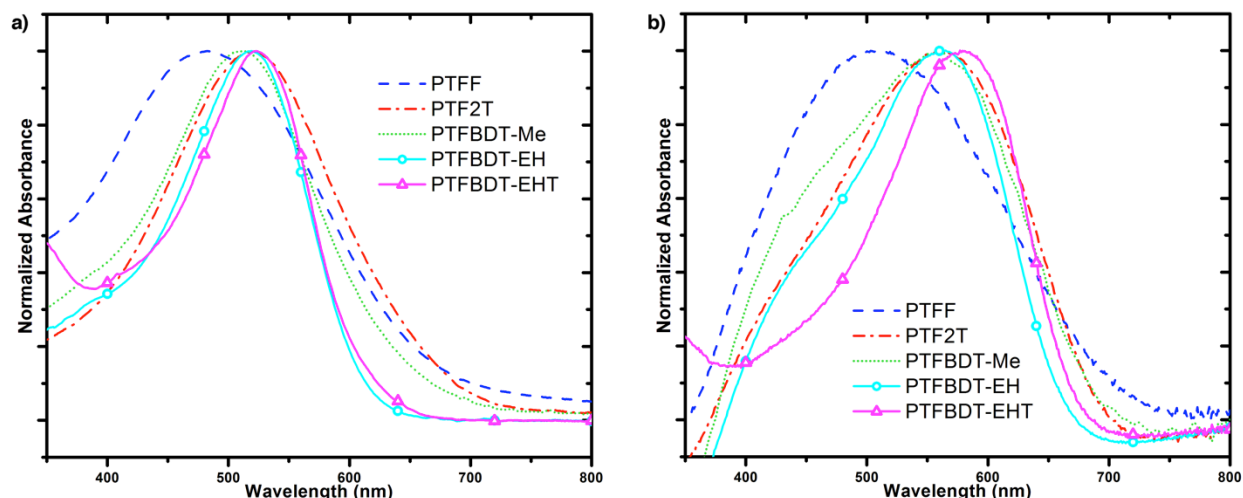 a)
Normalized Absorbance
PTFF
PTF2T
PTFBDT-Me
PTFBDT-EH
PTFBDT-EHT
400 500 600 700 800
Wavelength (nm)
b)
Normalized Absorbance
PTFF
PTF2T
PTFBDT-Me
PTFBDT-EH
PTFBDT-EHT
400 500 600 700 800
Wavelength (nm)